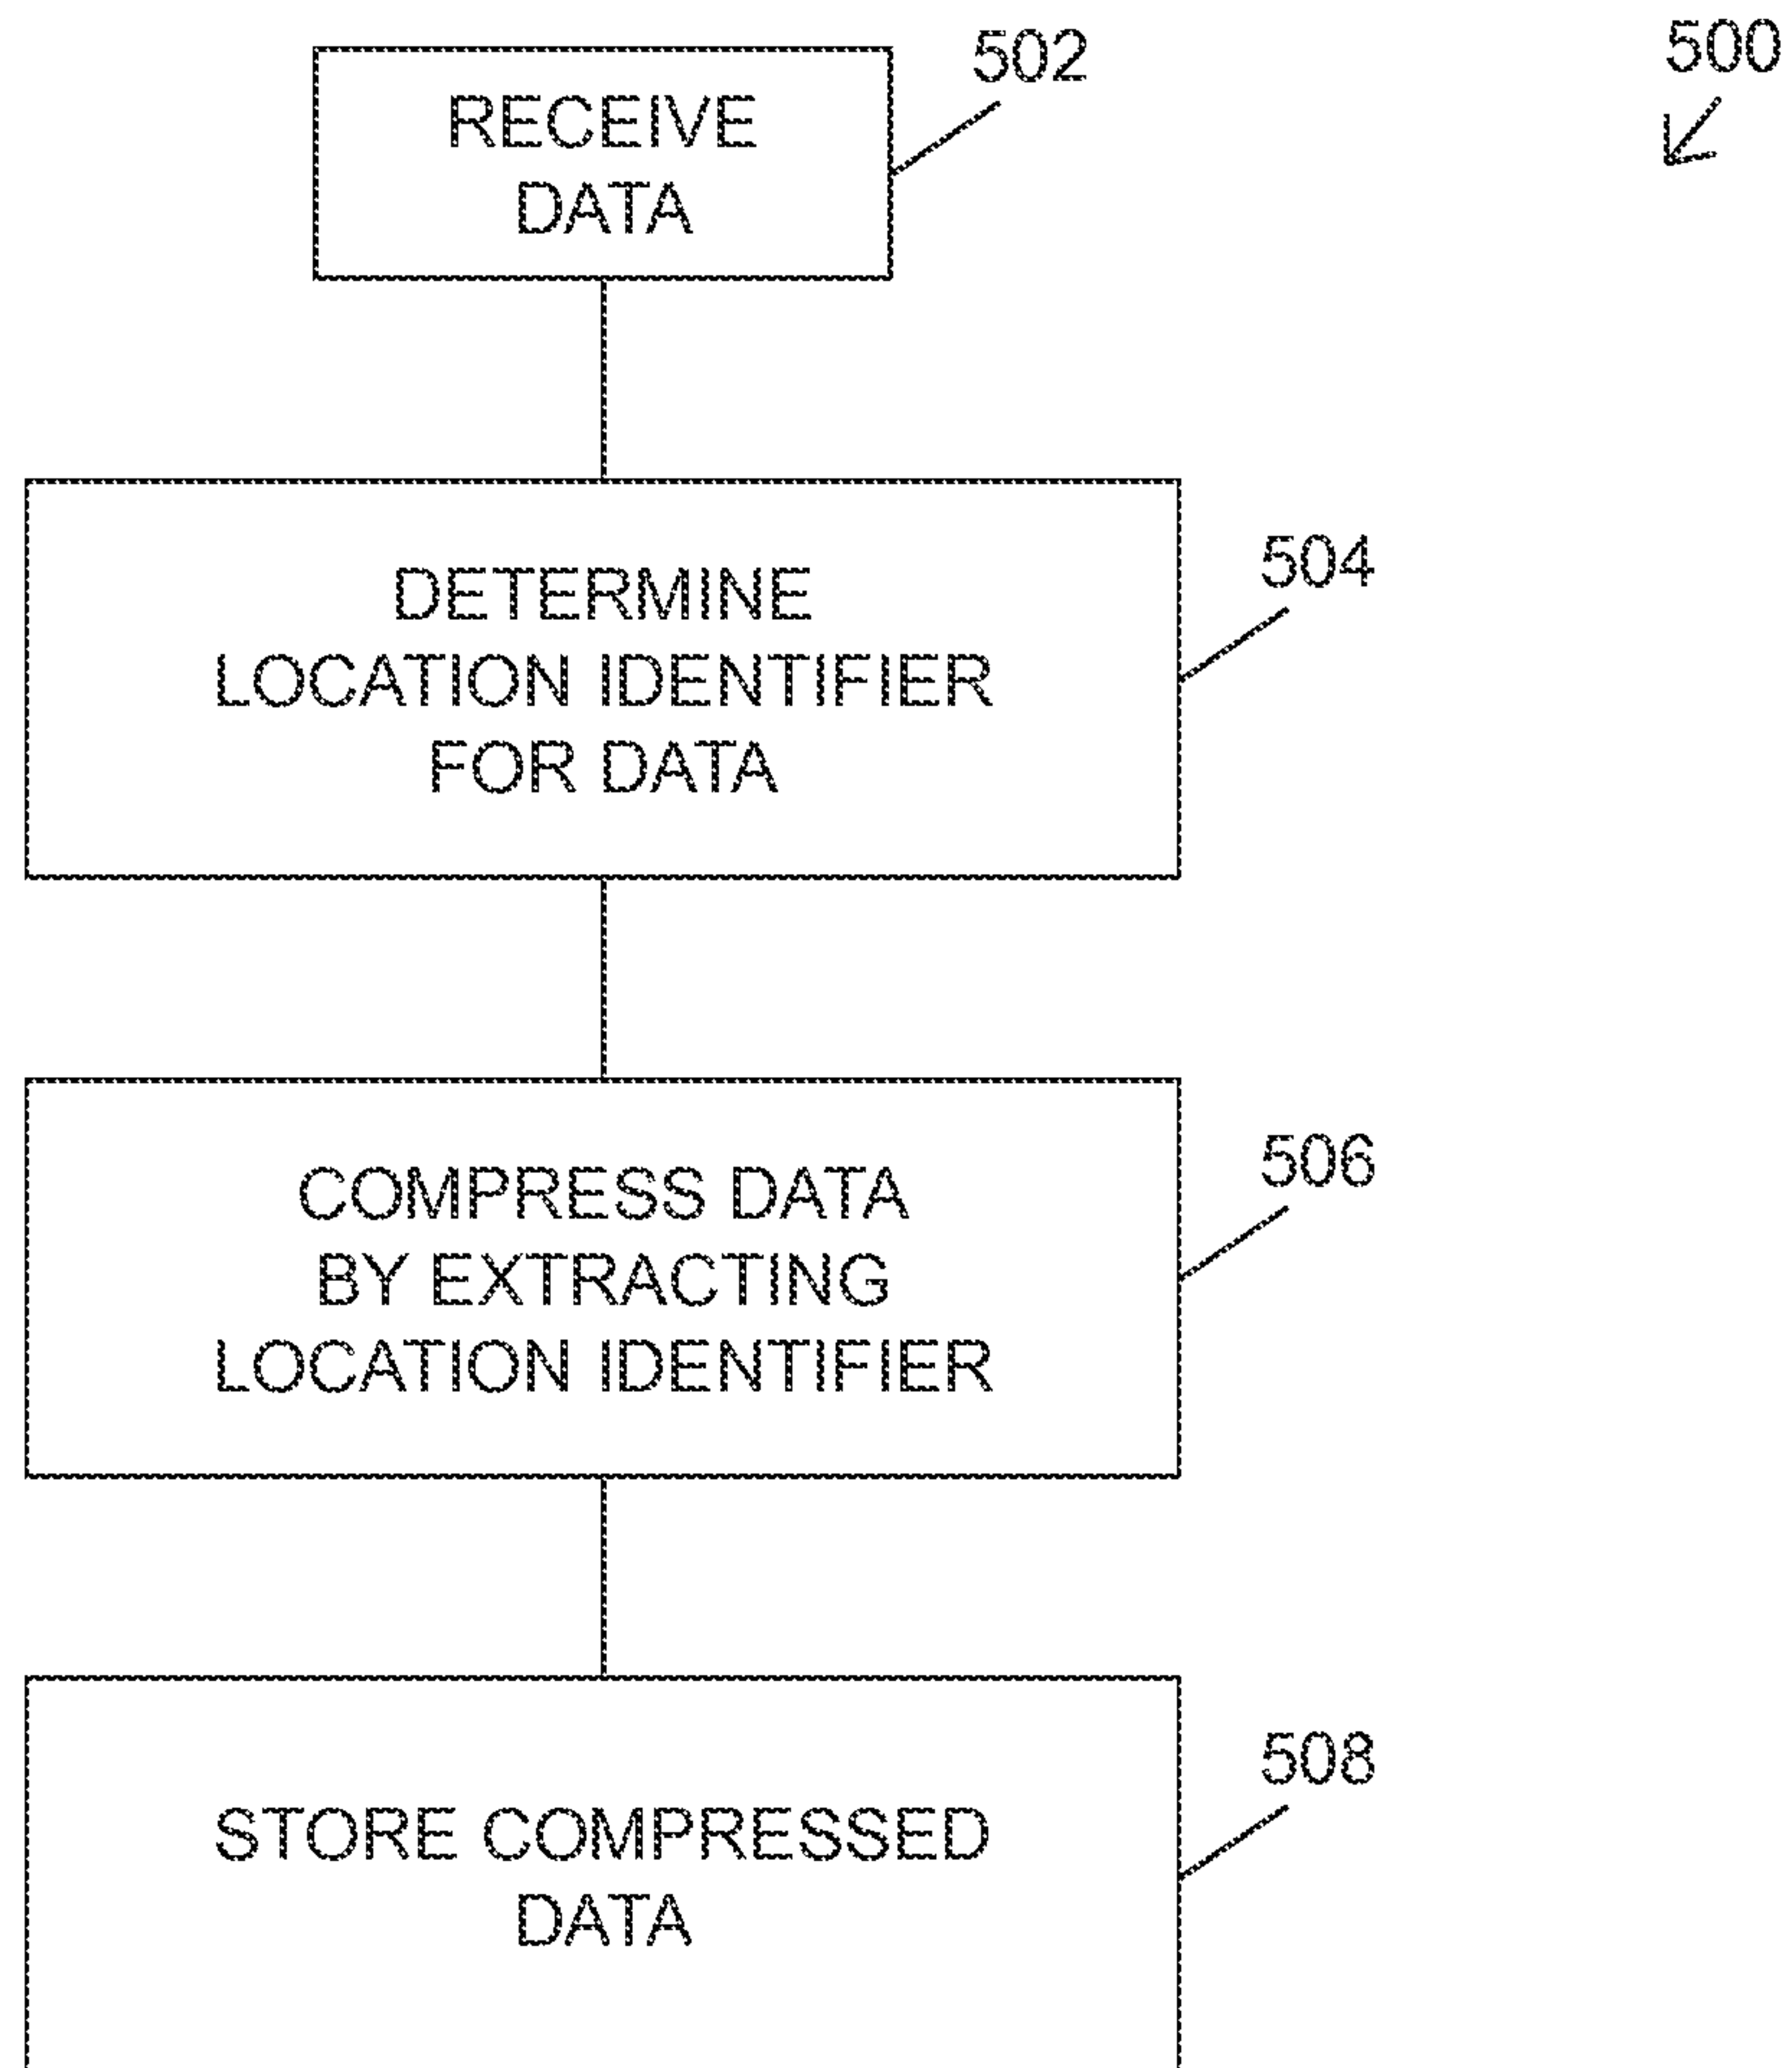 500
502
RECEIVE
DATA
504
DETERMINE
LOCATION IDENTIFIER
FOR DATA
506
COMPRESS DATA
BY EXTRACTING
LOCATION IDENTIFIER
508
STORE COMPRESSED
DATA